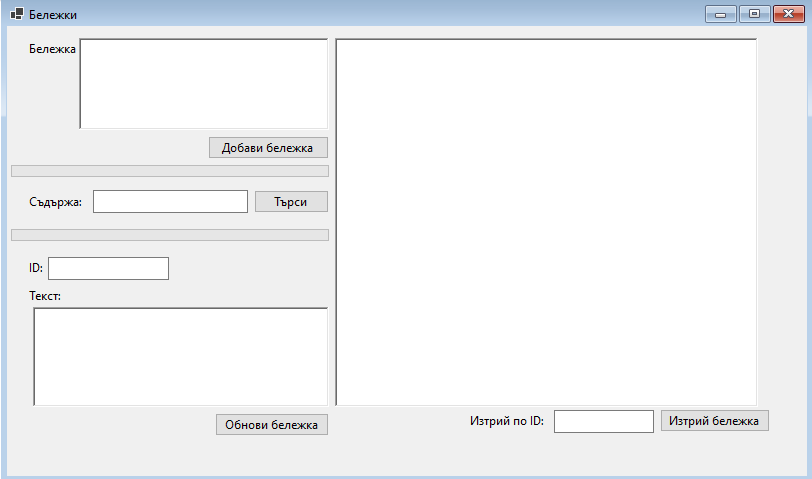 Бележки
Бележка
Добави бележка
Съдържа:
Търси
ID:
Текст:
Обнови бележка
Изтрий по ID:
Изтрий бележка